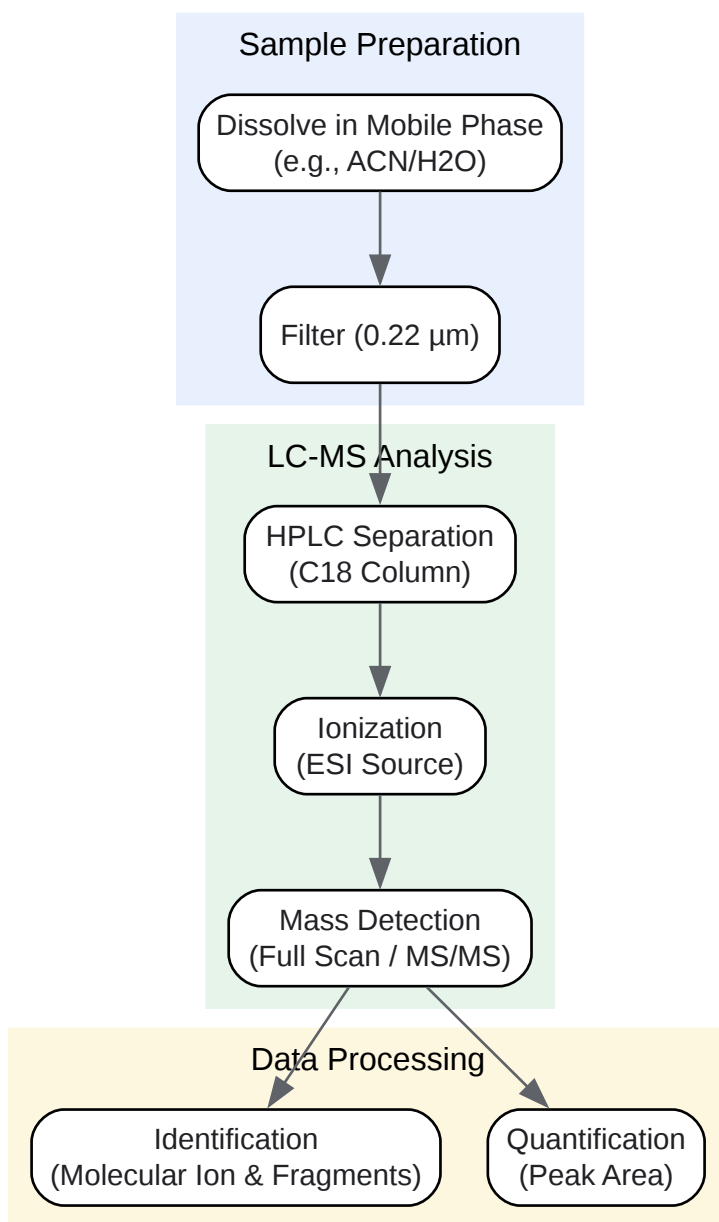 Sample Preparation
Dissolve in Mobile Phase
(e.g., ACN/H2O)
Filter (0.22 µm)
LC-MS Analysis
HPLC Separation
(C18 Column)
Ionization
(ESI Source)
Mass Detection
(Full Scan / MS/MS)
Data Processing
Identification
(Molecular Ion & Fragments)
Quantification
(Peak Area)